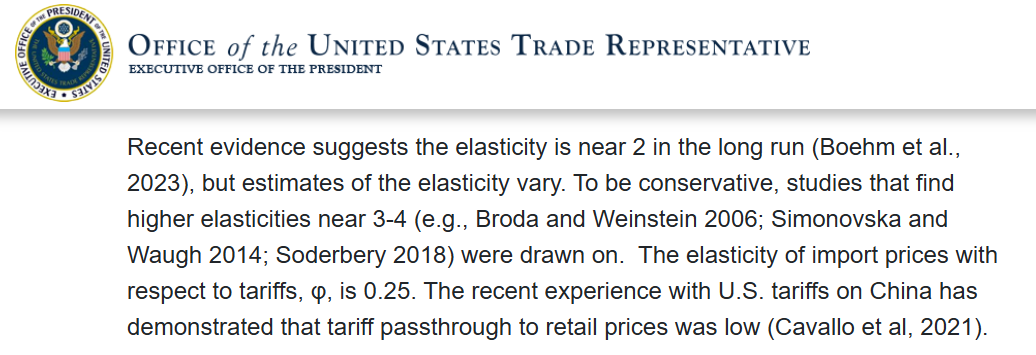 OFFICE of the UNITED STATES TRADE REPRESENTATIVE
EXECUTIVE OFFICE OF THE PRESIDENT
EXECUTIVE OFFICE OF THE PRESIDENT OF THE UNITED STATES
Recent evidence suggests the elasticity is near 2 in the long run (Boehm et al.,
2023), but estimates of the elasticity vary. To be conservative, studies that find
higher elasticities near 3-4 (e.g., Broda and Weinstein 2006; Simonovska and
Waugh 2014; Soderbery 2018) were drawn on.  The elasticity of import prices with
respect to tariffs, φ, is 0.25. The recent experience with U.S. tariffs on China has
demonstrated that tariff passthrough to retail prices was low (Cavallo et al, 2021).